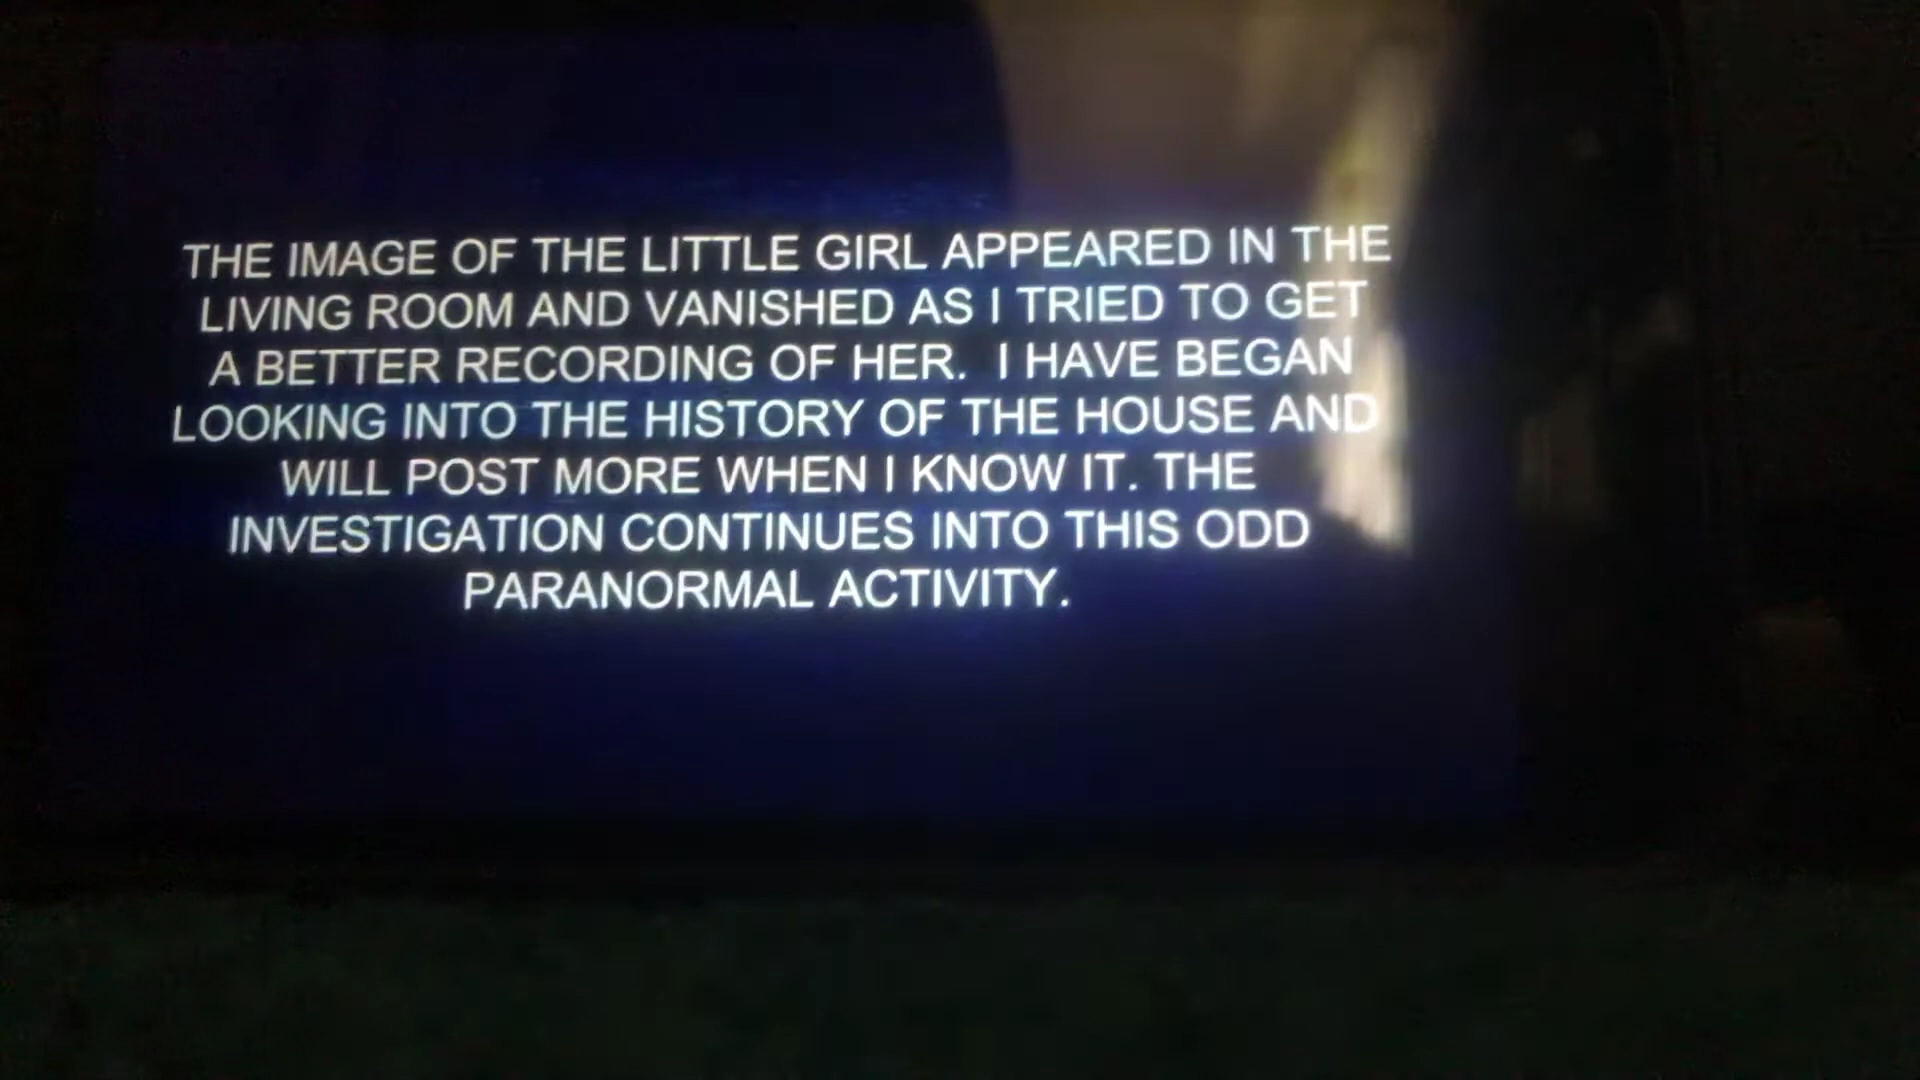 THE IMAGE OF THE LITTLE GIRL APPEARED IN THE
LIVING ROOM AND VANISHED AS I TRIED TO GET
A BETTER RECORDING OF HER. I HAVE BEGAN
LOOKING INTO THE HISTORY OF THE HOUSE AND
WILL POST MORE WHEN I KNOW IT. THE
INVESTIGATION CONTINUES INTO THIS ODD
PARANORMAL ACTIVITY.